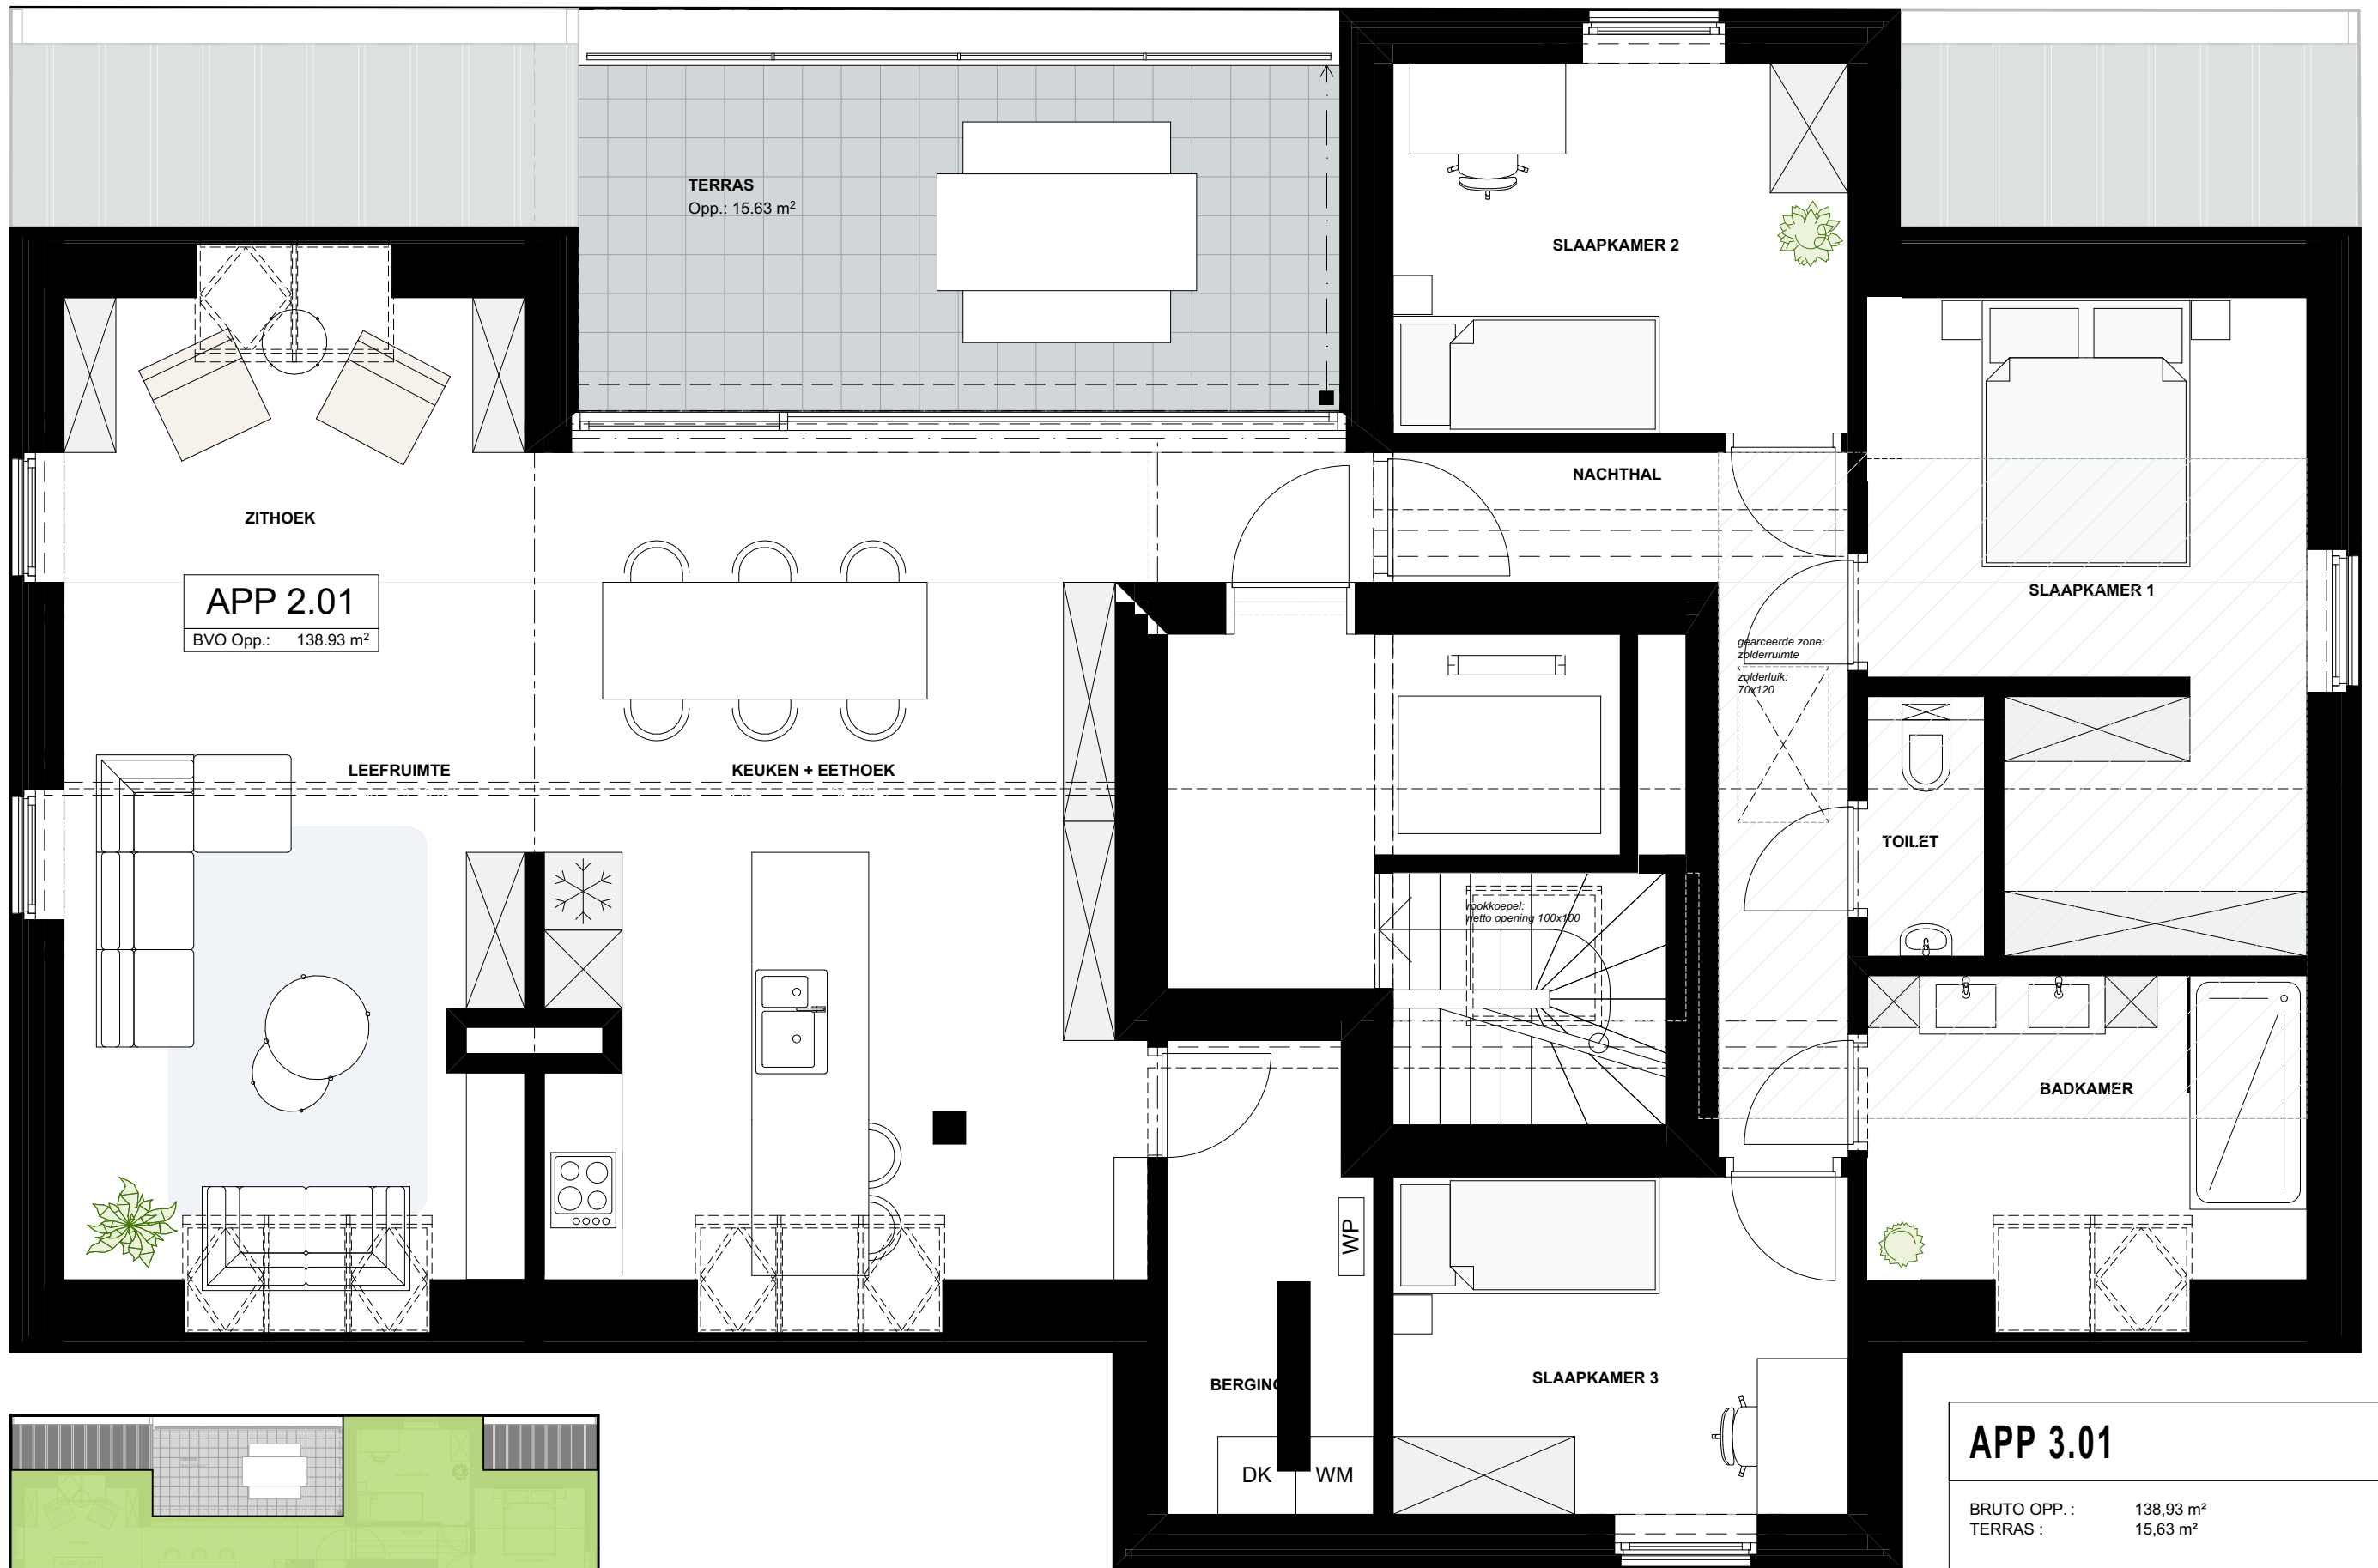 TERRAS
Opp.: 15.63 m²
SLAAPKAMER 2
NACHTHAL
ZITHOEK
APP 2.01
BVO Opp.: 138.93 m²
SLAAPKAMER 1
gearceerde zone:
zolderruimte
zolderluik:
70x120
LEEFRUIMTE
KEUKEN + EETHOEK
TOILET
rookkoepel:
netto opening 100x100
BADKAMER
WP
BERGING
SLAAPKAMER 3
DK
WM
APP 3.01
BRUTO OPP. : 138,93 m²
TERRAS : 15,63 m²